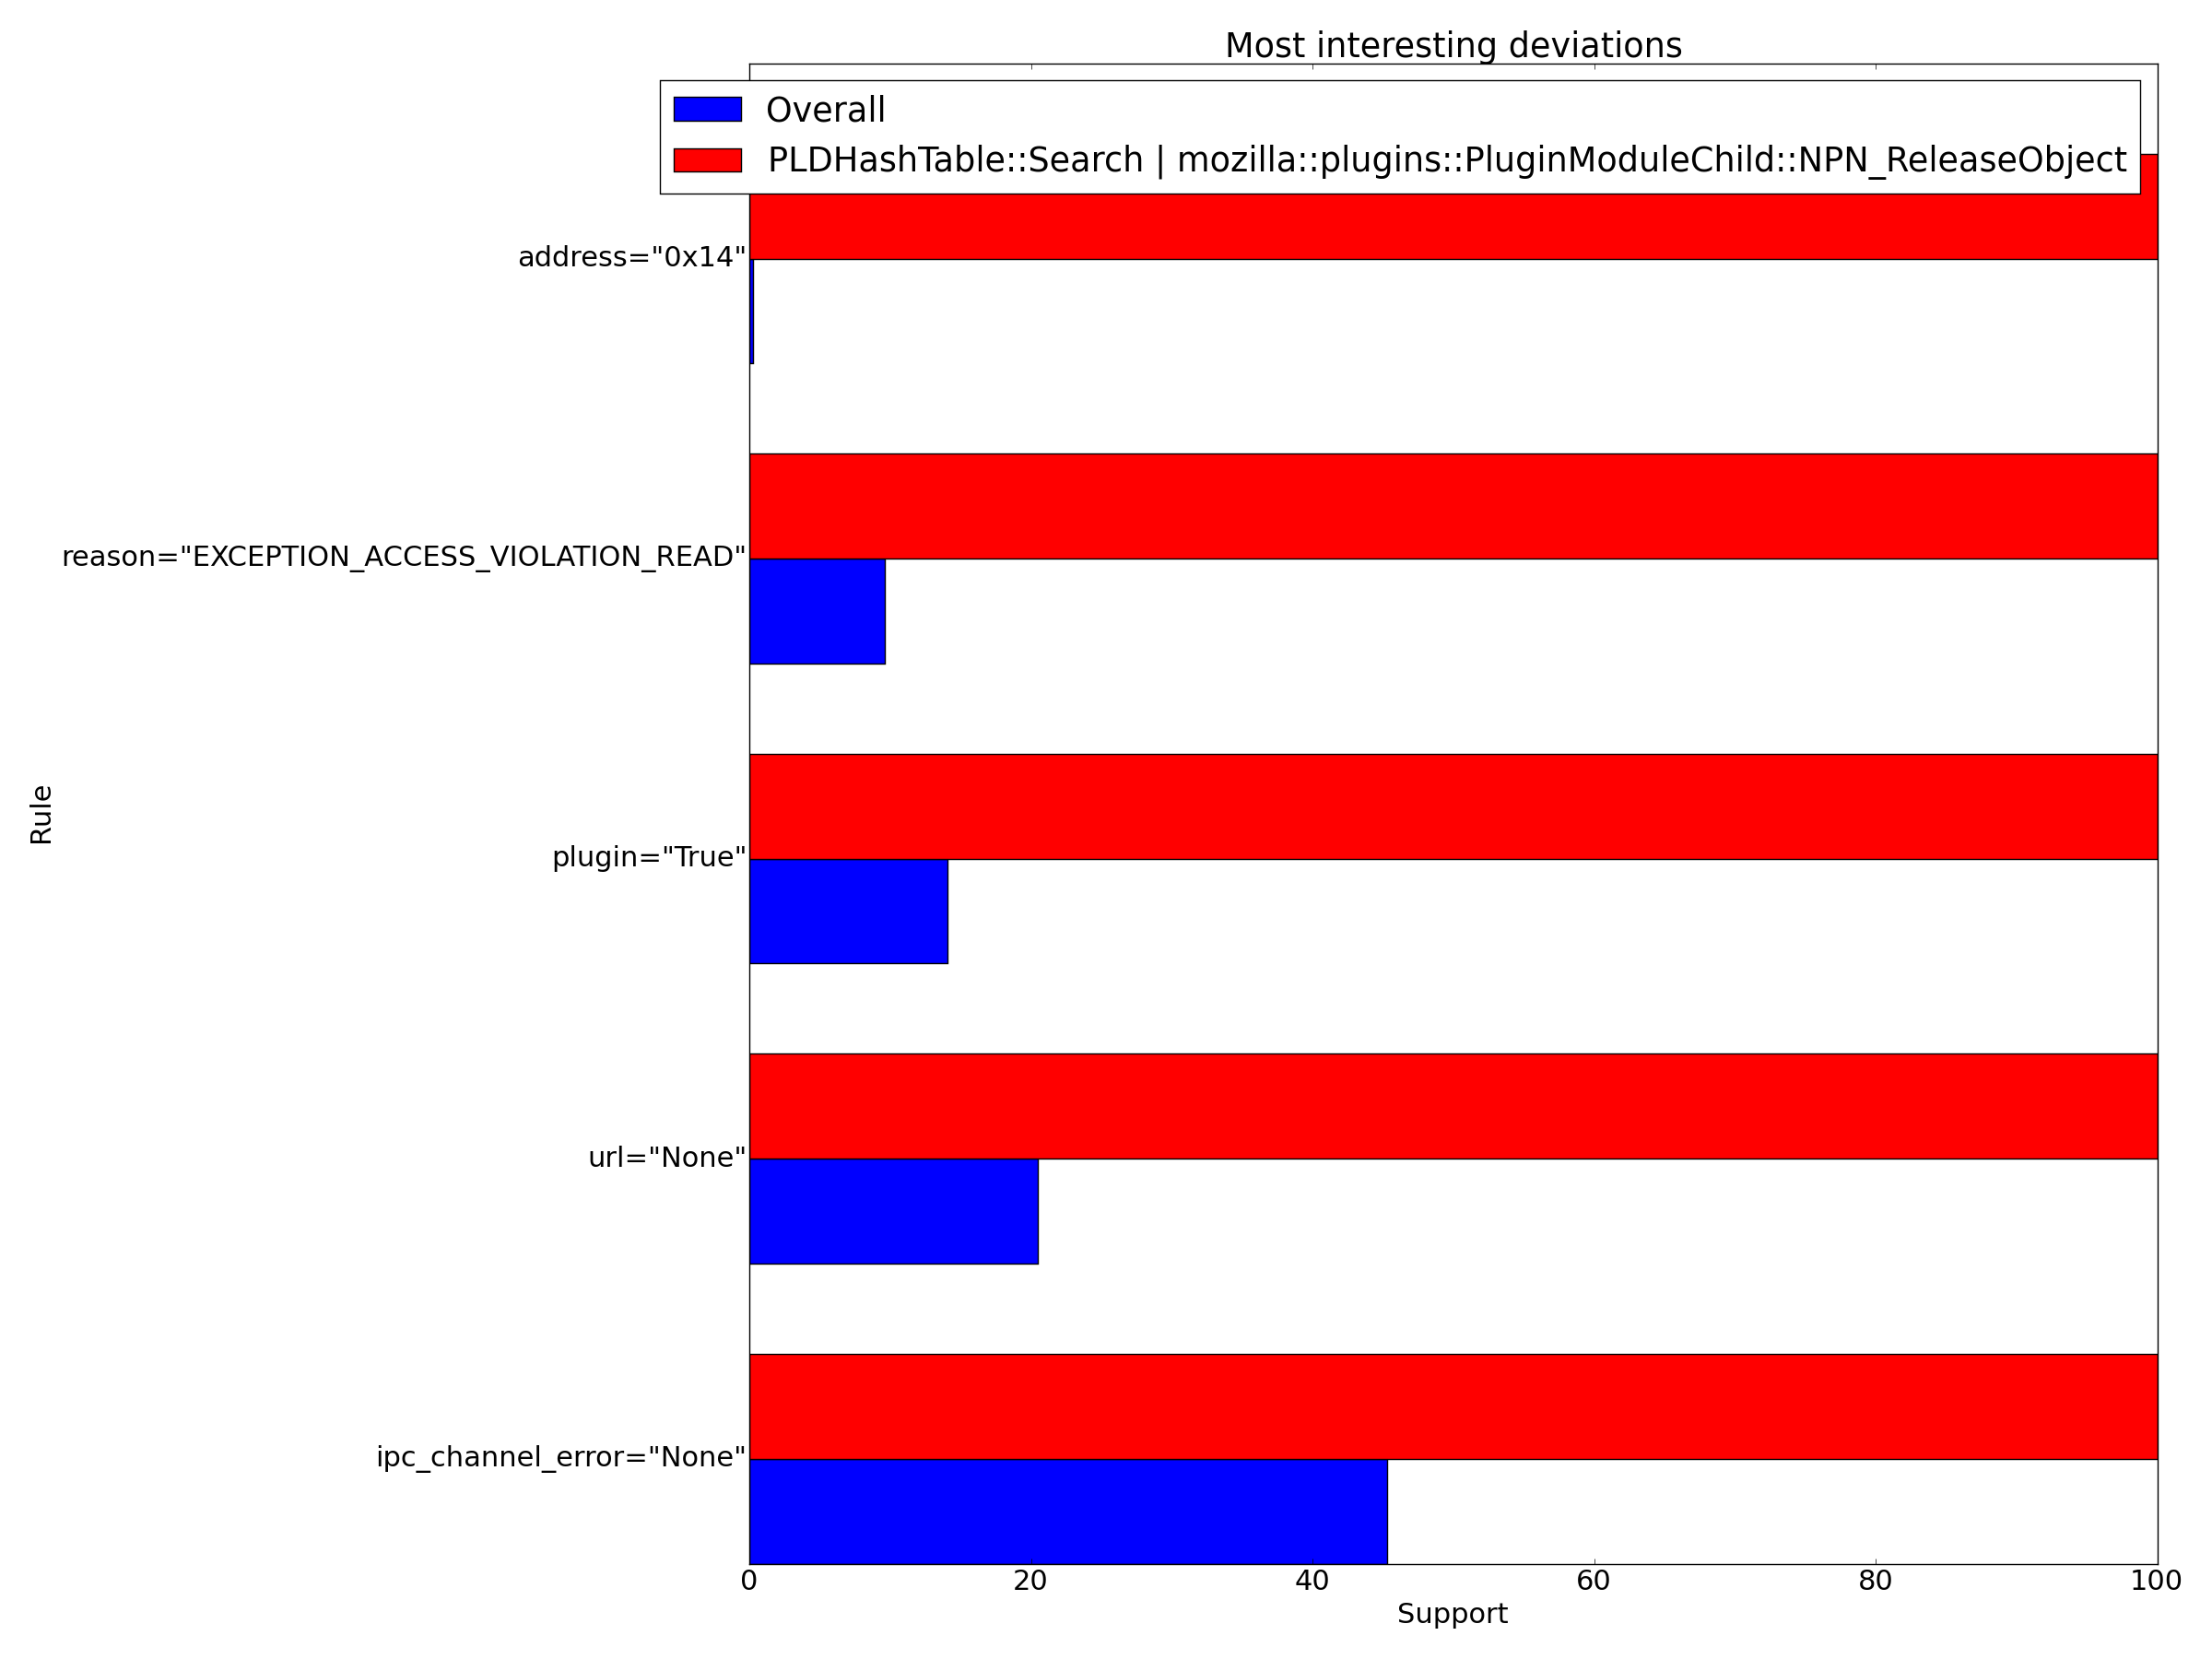 Most interesting deviations
Overall
PLDHashTable::Search | mozilla::plugins::PluginModuleChild::NPN_ReleaseObject
address="0x14"
reason="EXCEPTION_ACCESS_VIOLATION_READ"
plugin="True"
url="None"
ipc_channel_error="None"
Rule
0 20 40 60 80 100
Support